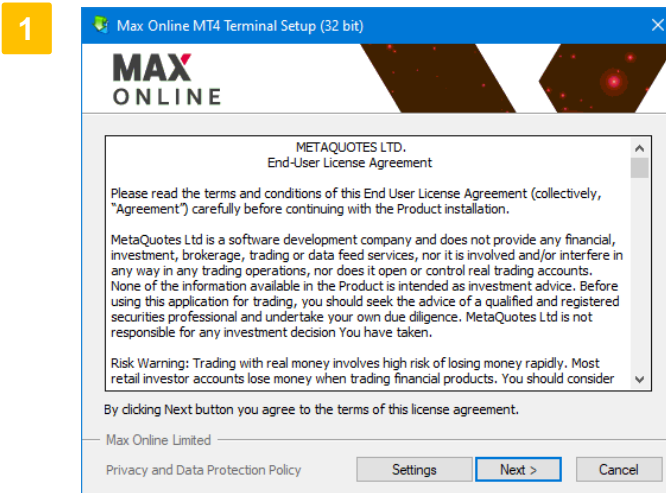 1
Max Online MT4 Terminal Setup (32 bit)
MAX
ONLINE
METAQUOTES LTD.
End-User License Agreement
Please read the terms and conditions of this End User License Agreement (collectively,
“Agreement”) carefully before continuing with the Product installation.
MetaQuotes Ltd is a software development company and does not provide any financial,
investment, brokerage, trading or data feed services, nor it is involved and/or interfere in
any way in any trading operations, nor does it open or control real trading accounts.
None of the information available in the Product is intended as investment advice. Before
using this application for trading, you should seek the advice of a qualified and registered
securities professional and undertake your own due diligence. MetaQuotes Ltd is not
responsible for any investment decision You have taken.
Risk Warning: Trading with real money involves high risk of losing money rapidly. Most
retail investor accounts lose money when trading financial products. You should consider
By clicking Next button you agree to the terms of this license agreement.
Max Online Limited
Privacy and Data Protection Policy
Settings
Next >
Cancel